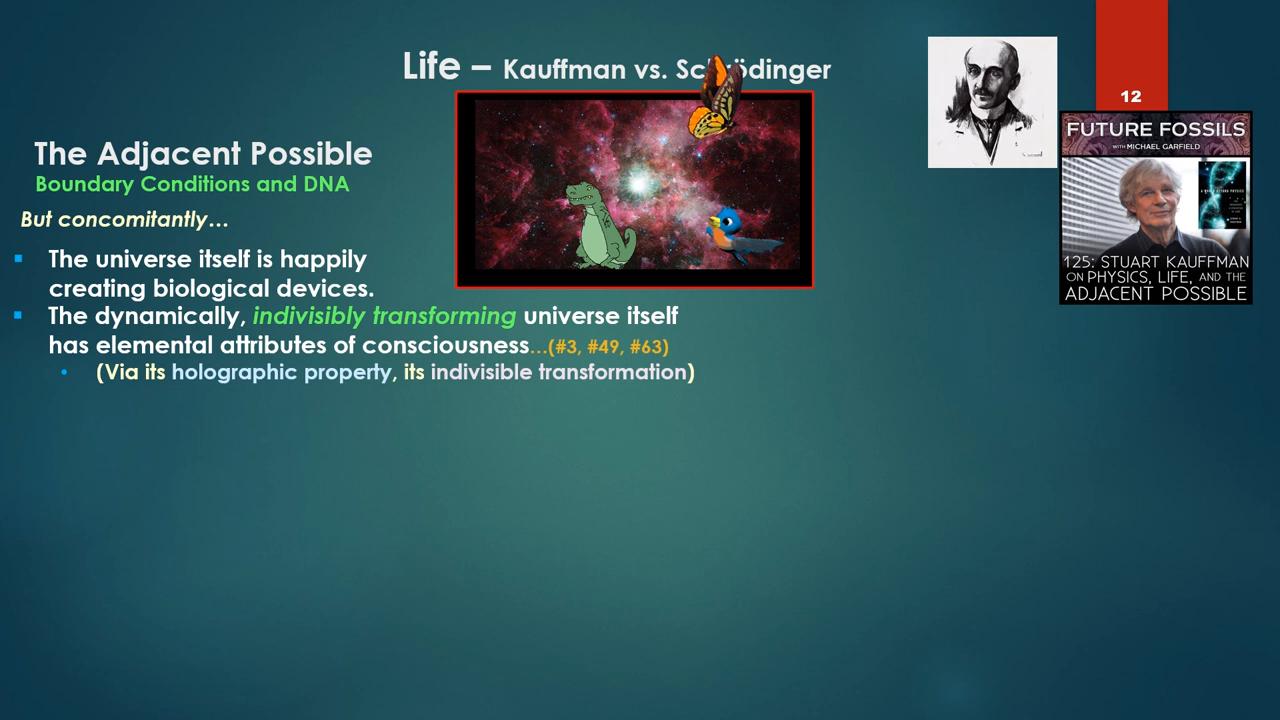 Life – Kauffman vs. Schrödinger
12
The Adjacent Possible
Boundary Conditions and DNA
But concomitantly…
The universe itself is happily
creating biological devices.
The dynamically, indivisibly transforming universe itself
has elemental attributes of consciousness…(#3, #49, #63)
(Via its holographic property, its indivisible transformation)
FUTURE FOSSILS
WITH MICHAEL GARFIELD
125: STUART KAUFFMAN
ON PHYSICS, LIFE, AND THE
ADJACENT POSSIBLE